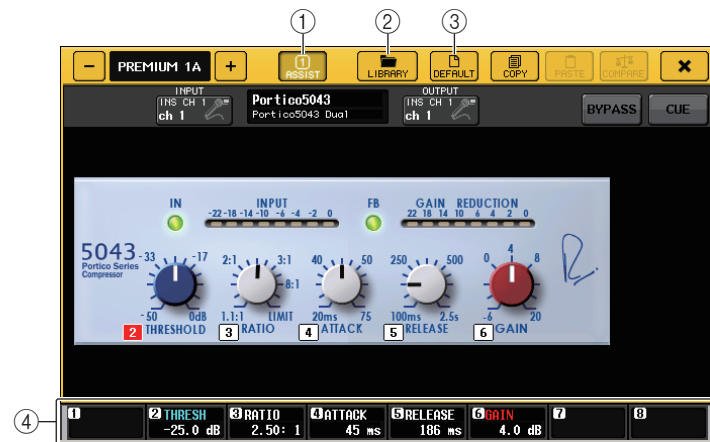 1 2 3
− PREMIUM 1A + 1 ASSIST LIBRARY DEFAULT COPY PASTE COMPARE ×
INPUT OUTPUT
INS CH 1 Portico5043 INS CH 1
ch 1 Portico5043 Dual ch 1 BYPASS CUE
IN INPUT FB GAIN REDUCTION
-22 -18 -14 -10 -6 -4 -2 0 22 18 14 10 6 4 2 0
5043
Portico Series
Compressor
-33 -17 2:1 3:1 8:1 40 50 250 500 0 4 8
-50 0dB 1.1:1 LIMIT 20ms 75 100ms 2.5s -6 20
2 THRESHOLD 3 RATIO 4 ATTACK 5 RELEASE 6 GAIN
4
1 2 THRESH 3 RATIO 4 ATTACK 5 RELEASE 6 GAIN 7 8
-25.0 dB 2.50: 1 45 ms 186 ms 4.0 dB